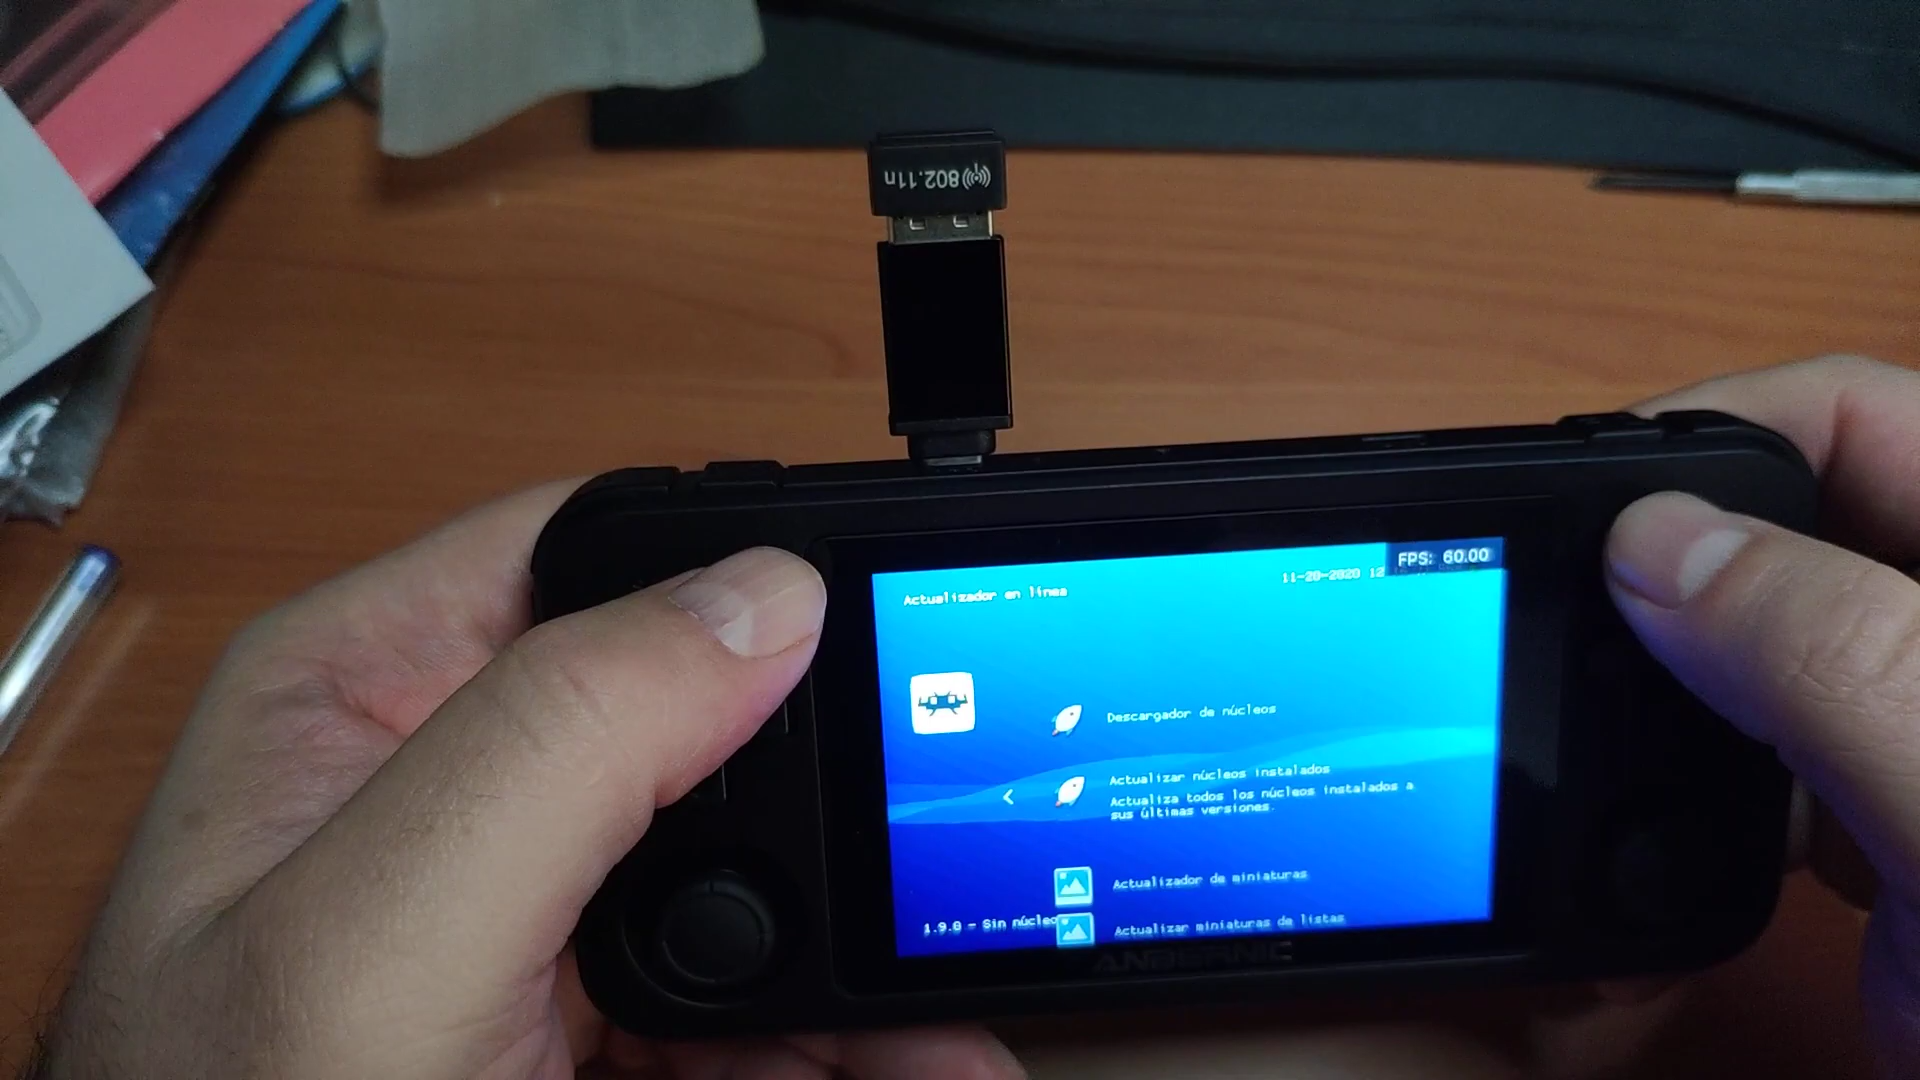 802.11n
FPS: 60.00
11-20-2020 12
Actualizador en línea
Descargador de núcleos
Actualizar núcleos instalados
Actualiza todos los núcleos instalados a
sus últimas versiones.
Actualizador de miniaturas
1.9.0 - Sin núcleo
Actualizar miniaturas de listas
ANBERNIC